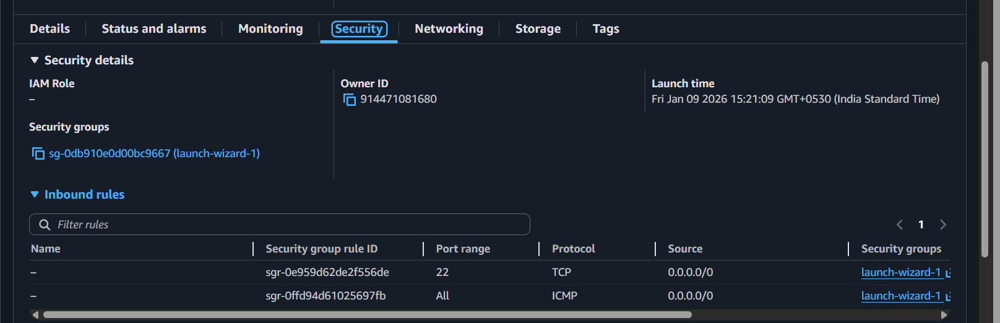 Details Status and alarms Monitoring Security Networking Storage Tags
Security details
IAM Role Owner ID Launch time
– 914471081680 Fri Jan 09 2026 15:21:09 GMT+0530 (India Standard Time)
Security groups
sg-0db910e0d00bc9667 (launch-wizard-1)
Inbound rules
Filter rules 1
Name Security group rule ID Port range Protocol Source Security groups
– sgr-0e959d62de2f556de 22 TCP 0.0.0.0/0 launch-wizard-1
– sgr-0ffd94d61025697fb All ICMP 0.0.0.0/0 launch-wizard-1